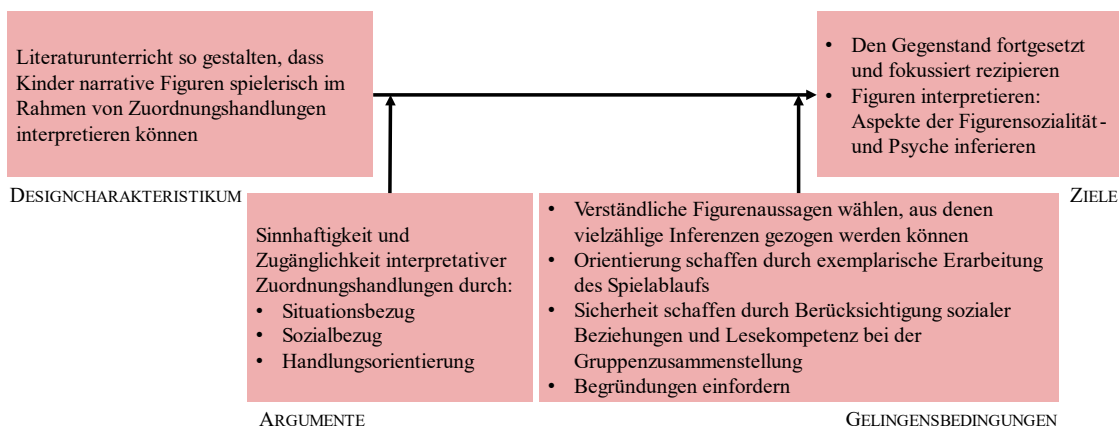 Literaturunterricht so gestalten, dass
Kinder narrative Figuren spielerisch im
Rahmen von Zuordnungshandlungen
interpretieren können
DESIGNCHARAKTERISTIKUM
• Den Gegenstand fortgesetzt
und fokussiert rezipieren
• Figuren interpretieren:
Aspekte der Figurensozialität-
und Psyche inferieren
ZIELE
Sinnhaftigkeit und
Zugänglichkeit interpretativer
Zuordnungshandlungen durch:
• Situationsbezug
• Sozialbezug
• Handlungsorientierung
ARGUMENTE
• Verständliche Figurenaussagen wählen, aus denen
vielzählige Inferenzen gezogen werden können
• Orientierung schaffen durch exemplarische Erarbeitung
des Spielablaufs
• Sicherheit schaffen durch Berücksichtigung sozialer
Beziehungen und Lesekompetenz bei der
Gruppenzusammenstellung
• Begründungen einfordern
GELINGENSBEDINGUNGEN